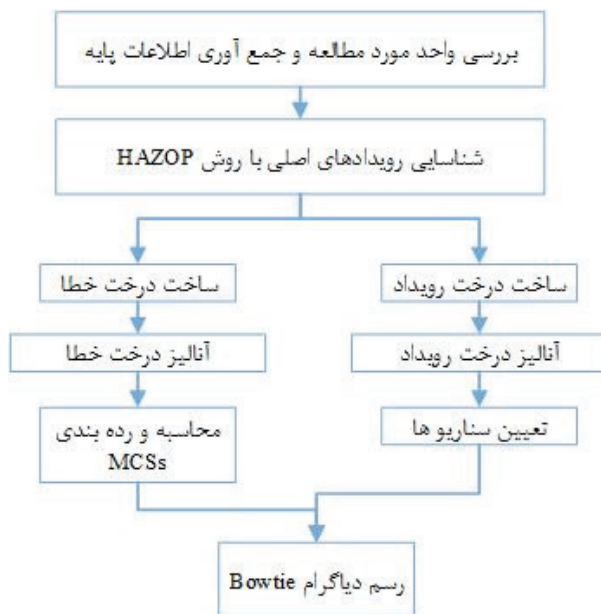 بررسی واحد مورد مطالعه و جمع آوری اطلاعات پایه
شناسایی رویدادهای اصلی با روش HAZOP
ساخت درخت رویداد
ساخت درخت خطا
آنالیز درخت رویداد
آنالیز درخت خطا
تعیین سناریو ها
محاسبه و رده بندی
MCSs
رسم دیاگرام Bowtie